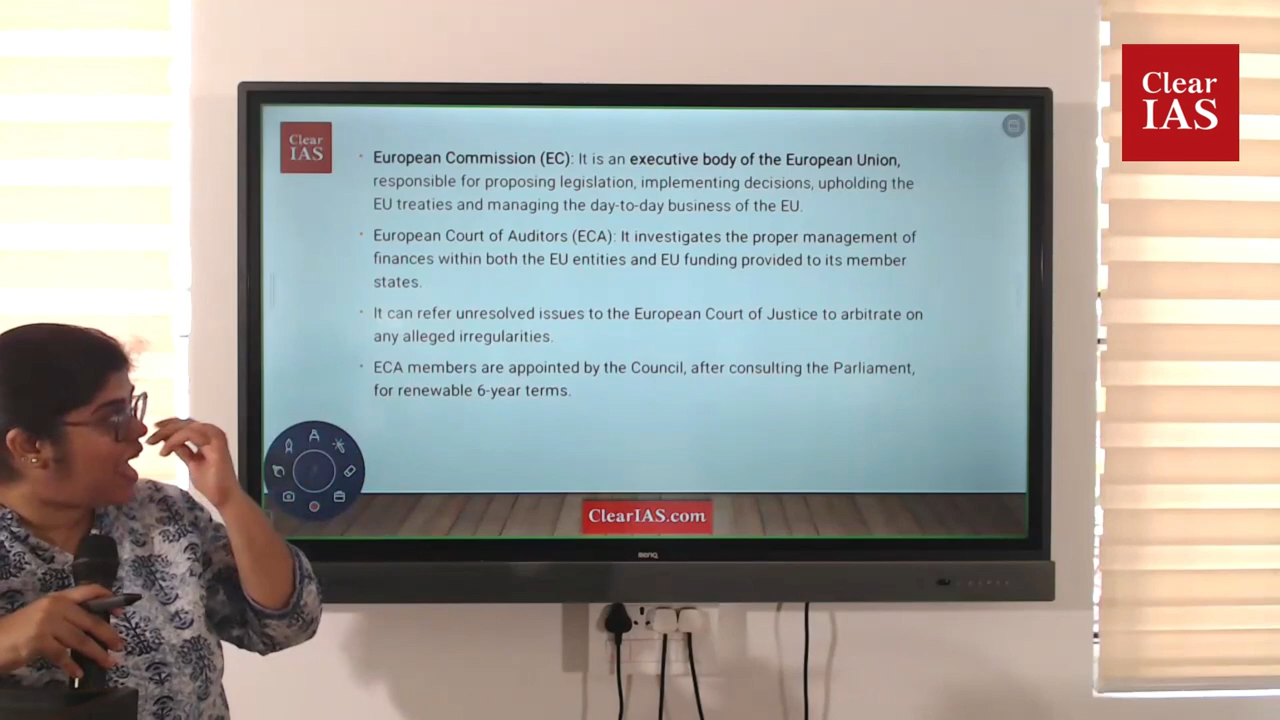 Clear
IAS
Clear
IAS
European Commission (EC): It is an executive body of the European Union,
responsible for proposing legislation, implementing decisions, upholding the
EU treaties and managing the day-to-day business of the EU.
European Court of Auditors (ECA): It investigates the proper management of
finances within both the EU entities and EU funding provided to its member
states.
It can refer unresolved issues to the European Court of Justice to arbitrate on
any alleged irregularities.
ECA members are appointed by the Council, after consulting the Parliament,
for renewable 6-year terms.
ClearIAS.com
BenQ